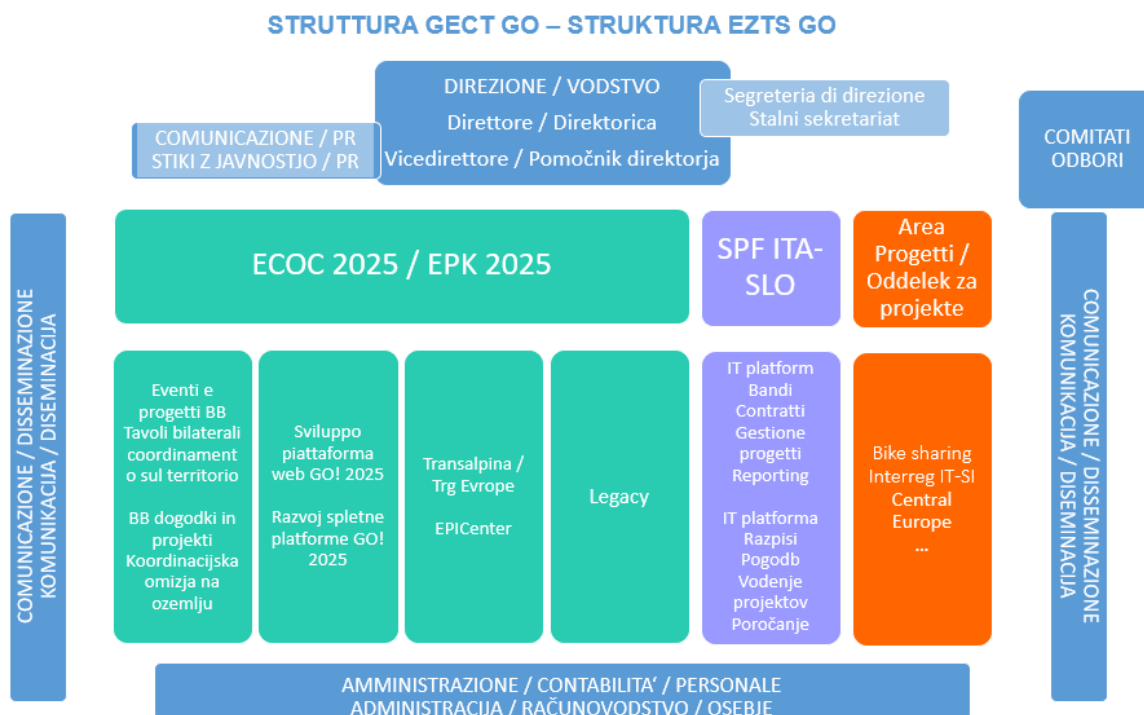 STRUTTURA GECT GO – STRUKTURA EZTS GO
DIREZIONE / VODSTVO
Direttore / Direktorica
Vicedirettore / Pomočnik direktorja
Segreteria di direzione
Stalni sekretariat
COMUNICAZIONE / PR
STIKI Z JAVNOSTJO / PR
COMITATI
ODBORI
COMUNICAZIONE / DISSEMINAZIONE
KOMUNIKACIJA / DISEMINACIJA
ECOC 2025 / EPK 2025
SPF ITA-
SLO
Area
Progetti /
Oddelek za
projekte
Eventi e
progetti BB
Tavoli bilaterali
coordinament
o sul territorio
BB dogodki in
projekti
Koordinacijska
omizja na
ozemlju
Sviluppo
piattaforma
web GO! 2025
Razvoj spletne
platforme GO!
2025
Transalpina /
Trg Evrope
EPICenter
Legacy
IT platform
Bandi
Contratti
Gestione
progetti
Reporting
IT platforma
Razpisi
Pogodb
Vodenje
projektov
Poročanje
Bike sharing
Interreg IT-SI
Central
Europe
...
COMUNICAZIONE / DISSEMINAZIONE
KOMUNIKACIJA / DISEMINACIJA
AMMINISTRAZIONE / CONTABILITA‘ / PERSONALE
ADMINISTRACIJA / RAČUNOVODSTVO / OSEBJE